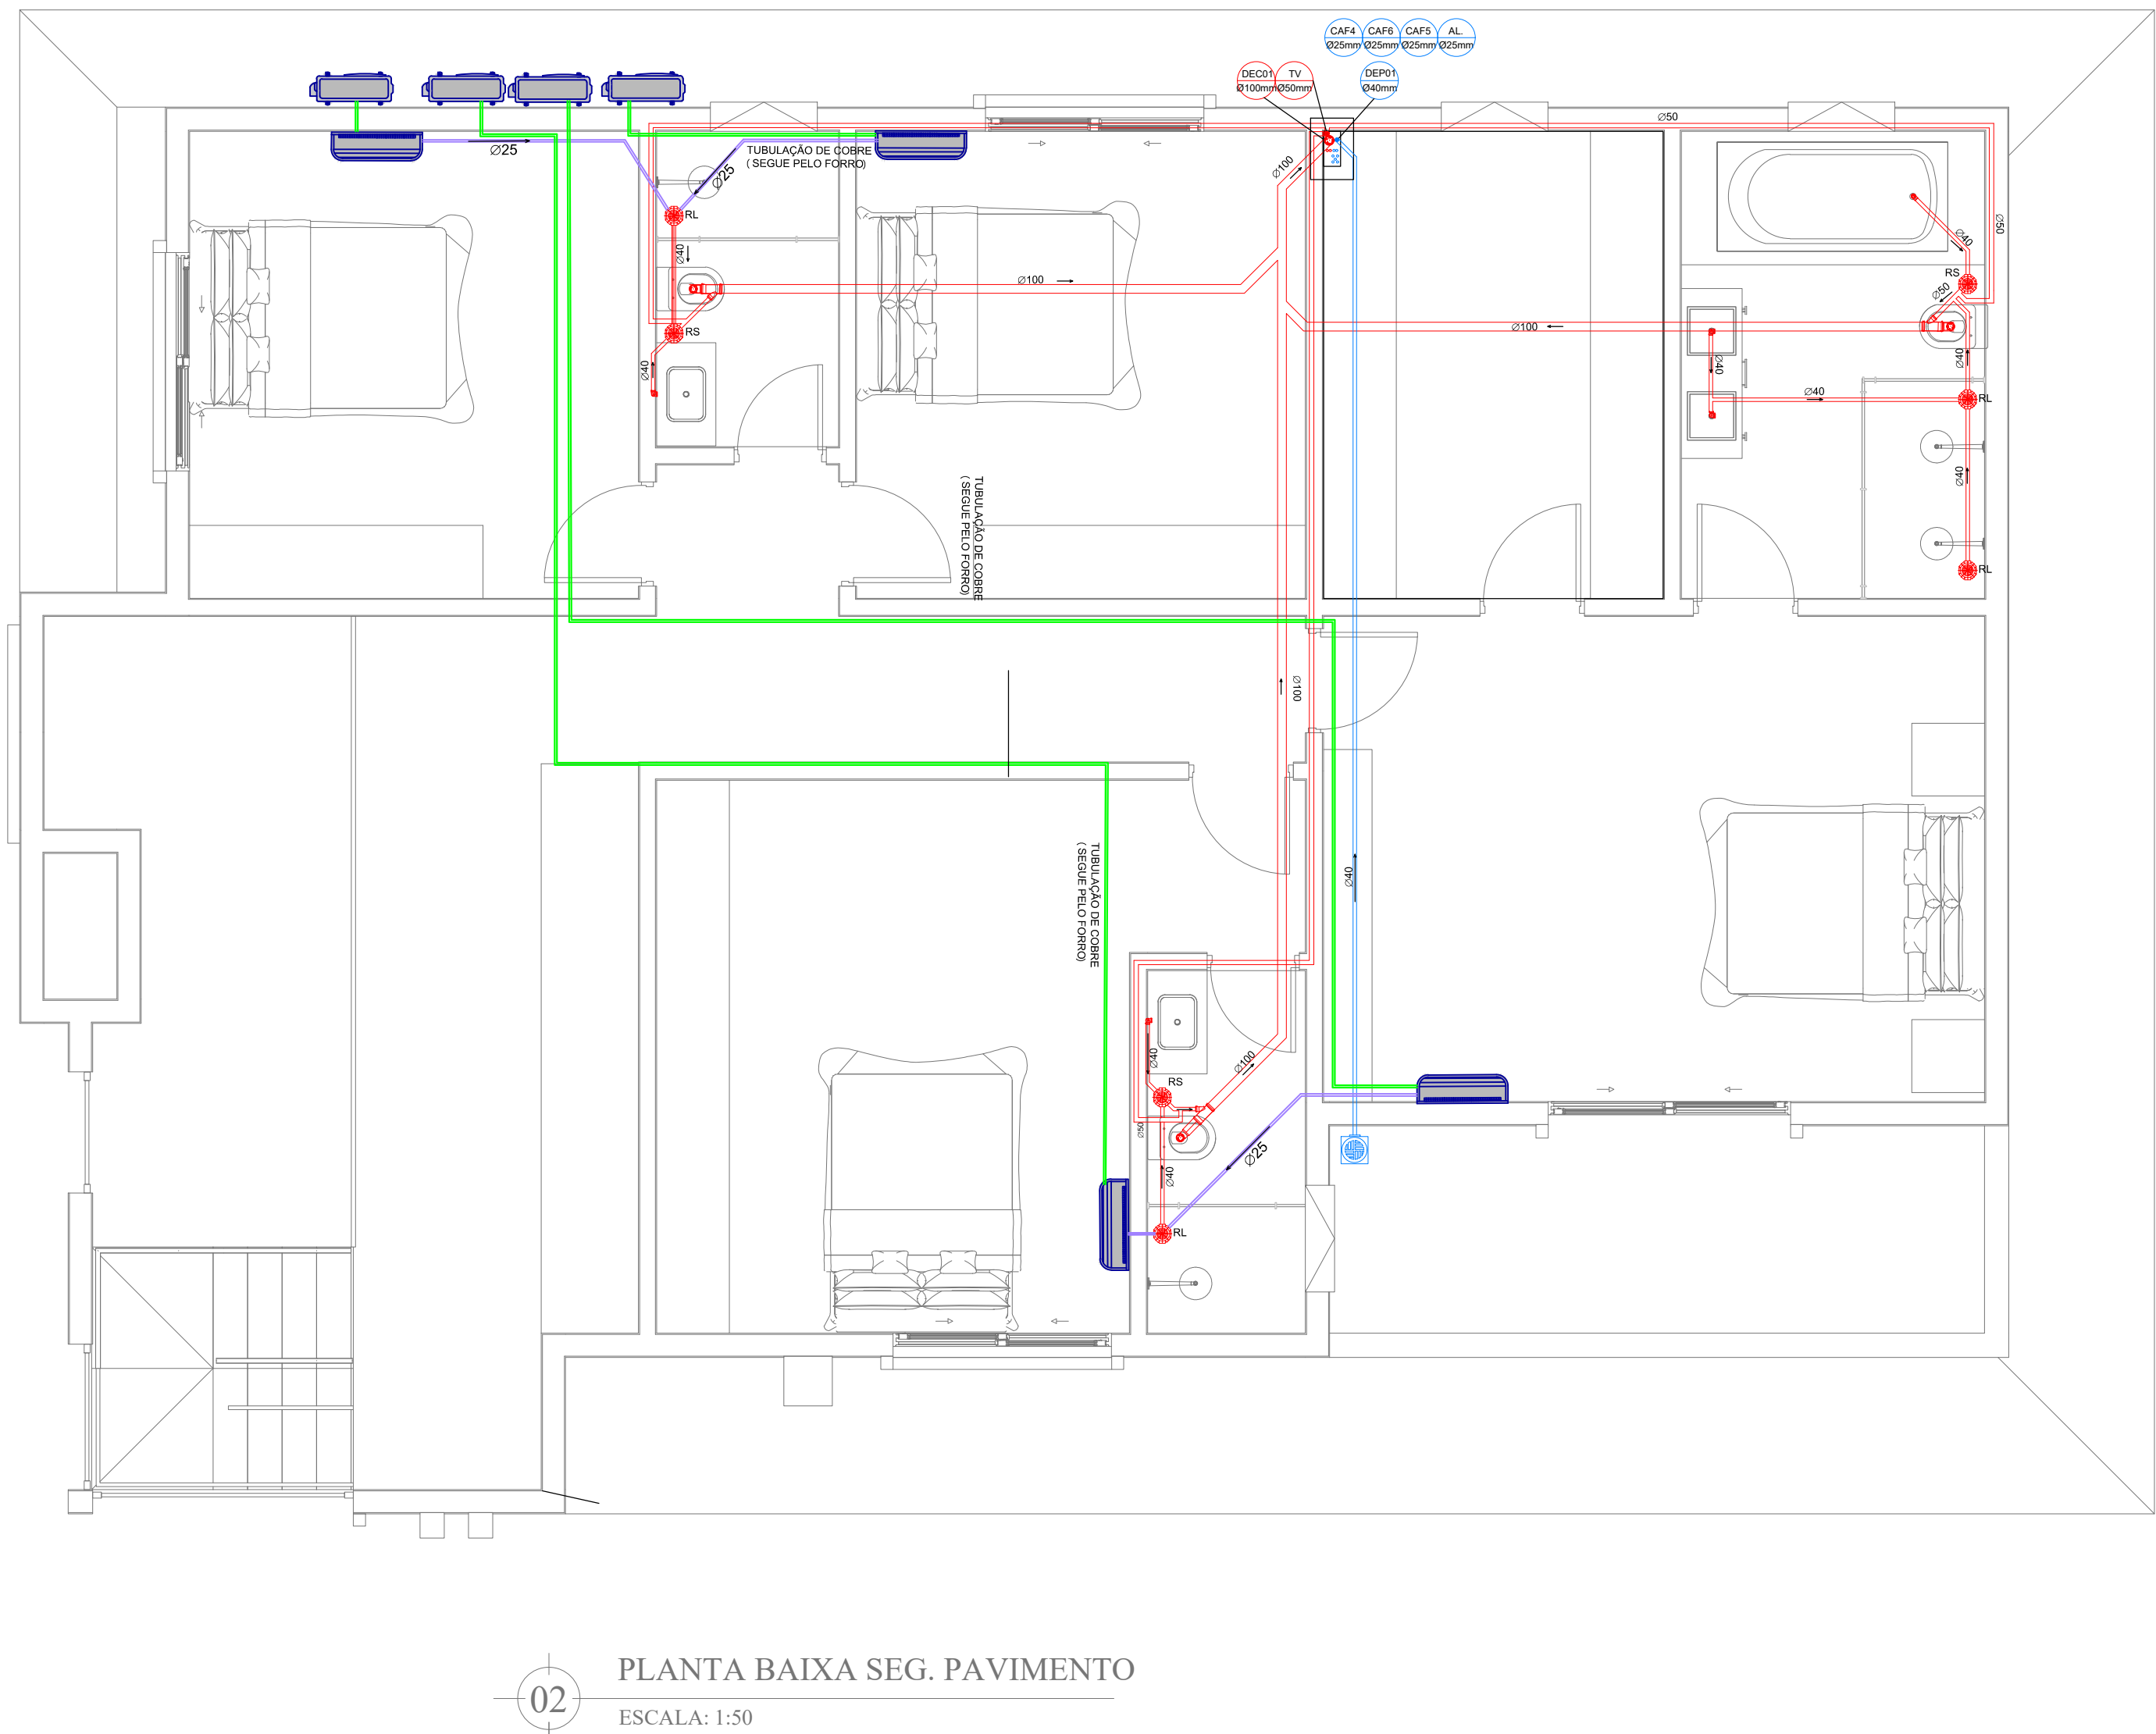 CAF4 CAF6 CAF5 AL.
Ø25mm Ø25mm Ø25mm Ø25mm
DEC01 TV DEP01
Ø100mm Ø50mm Ø40mm
Ø50
Ø25
TUBULAÇÃO DE COBRE
( SEGUE PELO FORRO)
Ø25
Ø100
RL
Ø50
Ø40
Ø40
RS
Ø100
Ø50
RS
Ø100
Ø40
Ø40
Ø40
Ø40
RL
Ø40
TUBULAÇÃO DE COBRE
( SEGUE PELO FORRO)
Ø40
RL
Ø100
TUBULAÇÃO DE COBRE
( SEGUE PELO FORRO)
Ø40
Ø40
Ø100
RS
Ø50
Ø25
Ø40
RL
02
PLANTA BAIXA SEG. PAVIMENTO
ESCALA: 1:50